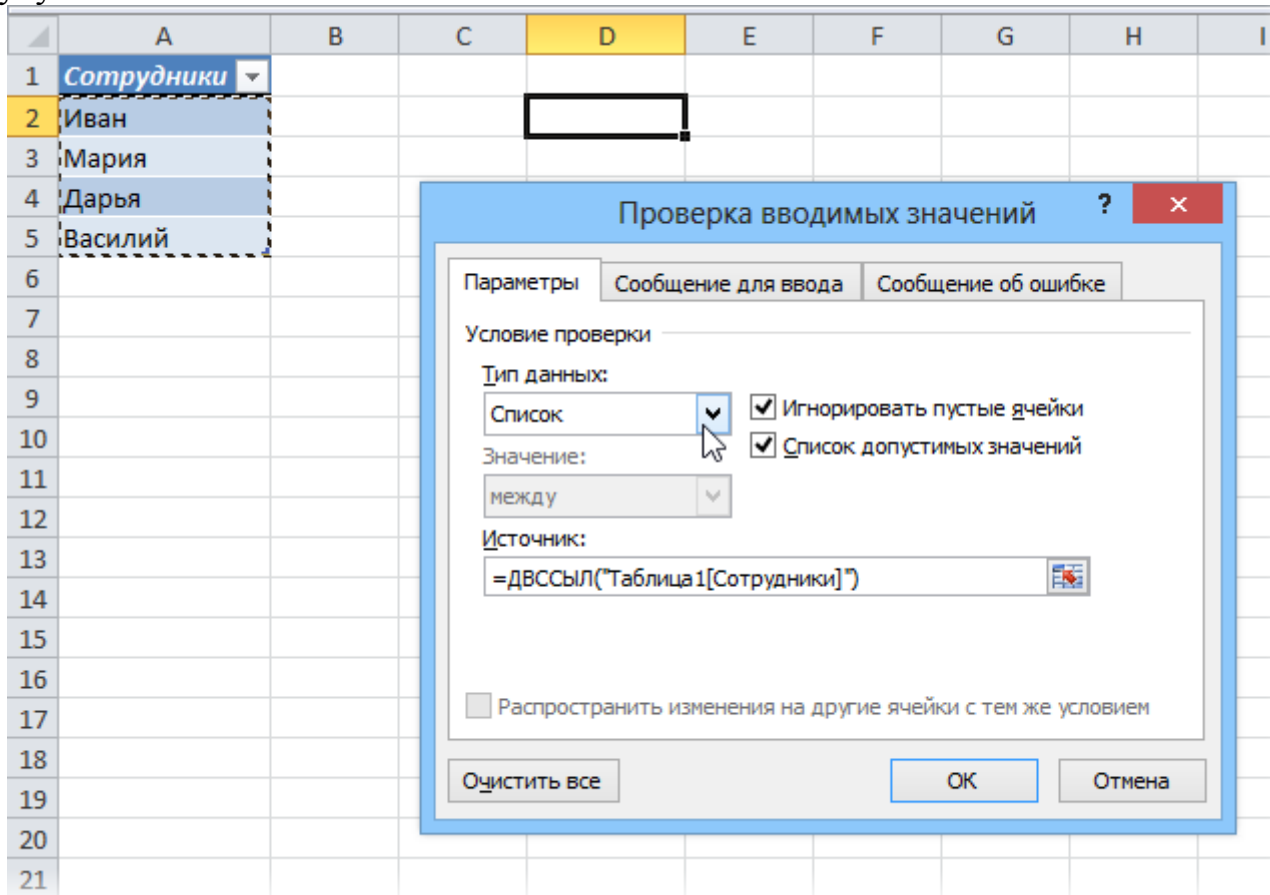 A B C D E F G H I
1 Сотрудники
2 Иван
3 Мария
4 Дарья
5 Василий
6
7
8
9
10
11
12
13
14
15
16
17
18
19
20
21
Проверка вводимых значений ? ×
Параметры Сообщение для ввода Сообщение об ошибке
Условие проверки
Тип данных:
Список Игнорировать пустые ячейки
Список допустимых значений
Значение:
между
Источник:
=ДВССЫЛ("Таблица1[Сотрудники]")
Распространить изменения на другие ячейки с тем же условием
Очистить все ОК Отмена